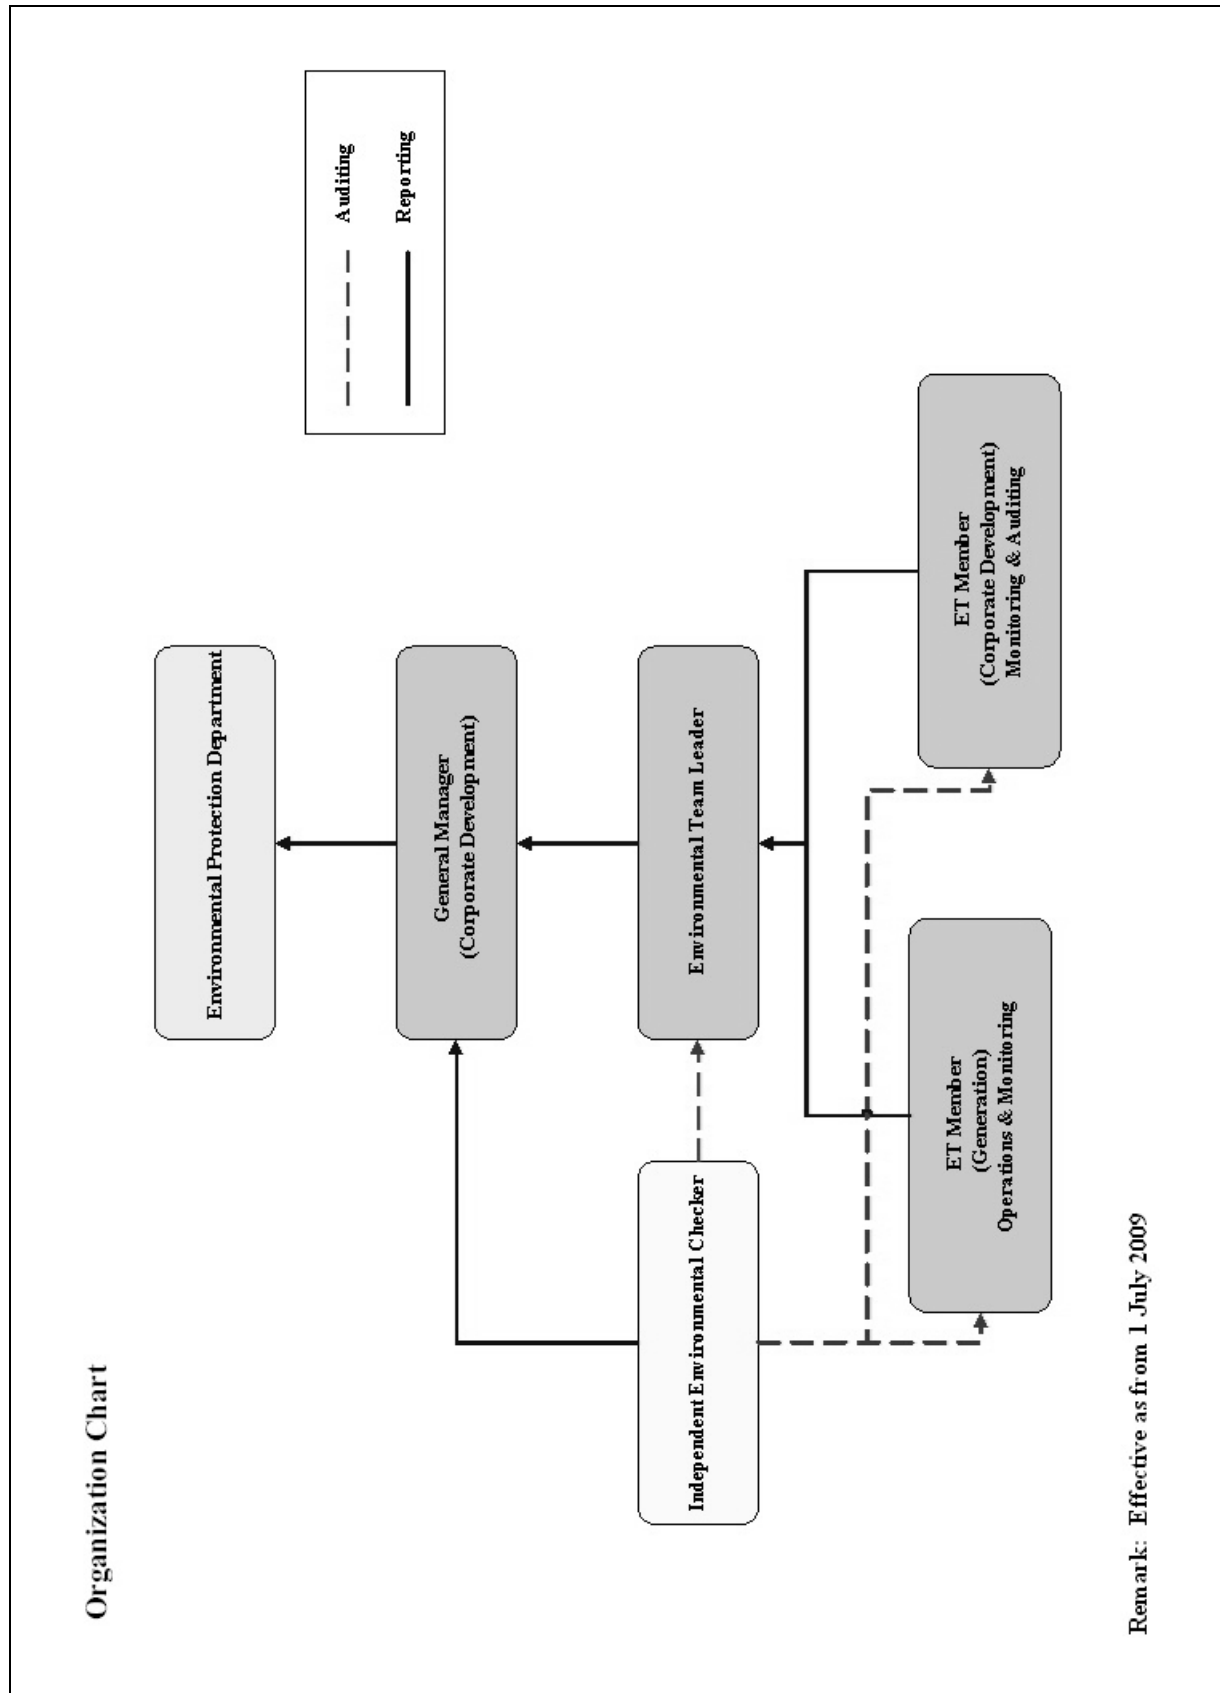 Organization Chart
Auditing
Reporting
Environmental Protection Department
General Manager
(Corporate Development)
Independent Environmental Checker
Environmental Team Leader
ET Member
(Generation)
Operations & Monitoring
ET Member
(Corporate Development)
Monitoring & Auditing
Remark: Effective as from 1 July 2009